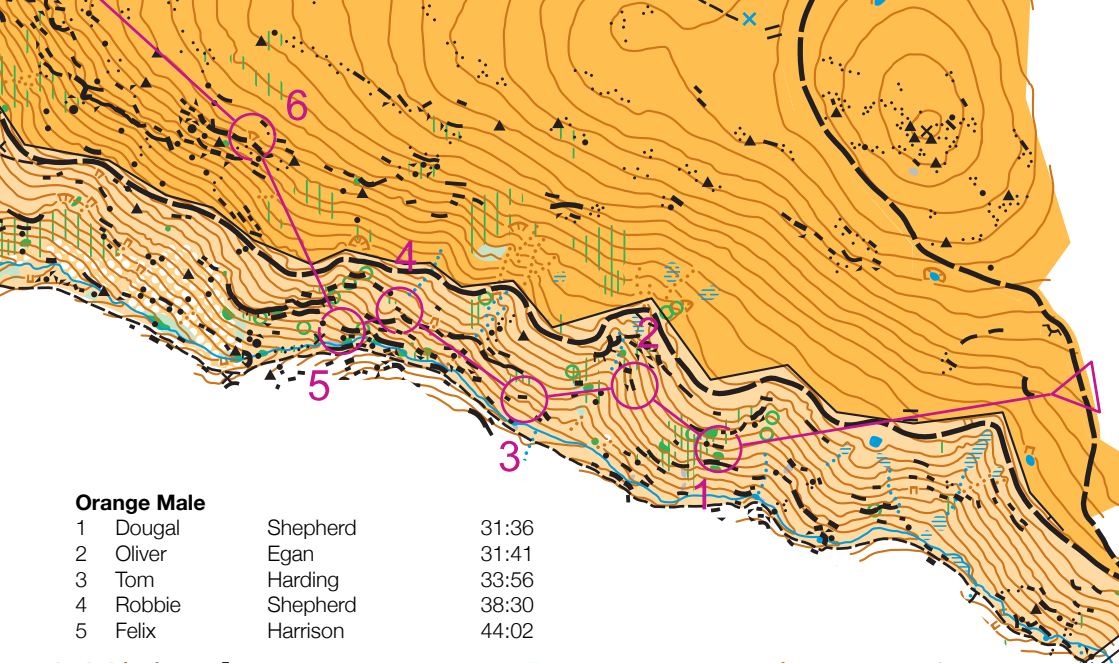 6
4
2
5
3
1
Orange Male
1 Dougal Shepherd 31:36
2 Oliver Egan 31:41
3 Tom Harding 33:56
4 Robbie Shepherd 38:30
5 Felix Harrison 44:02